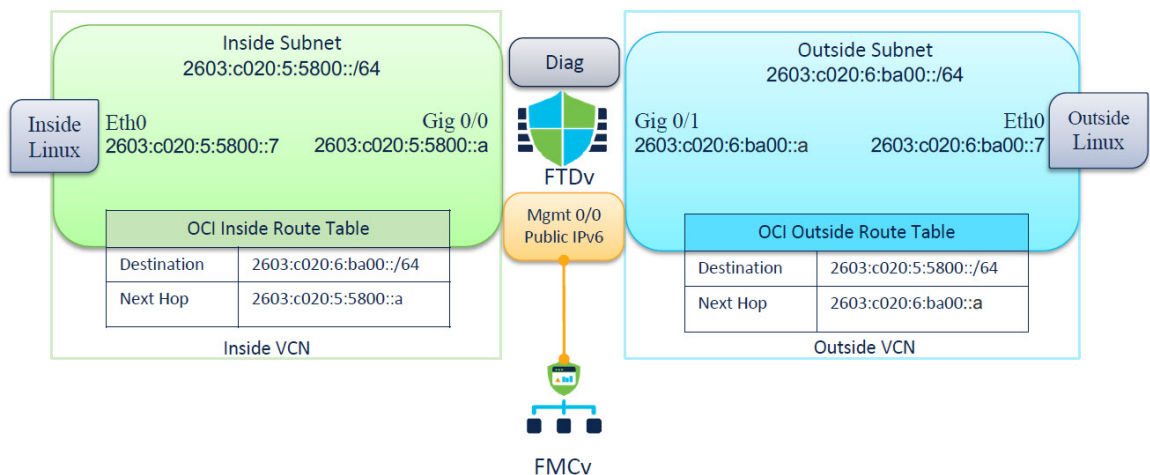 Inside Subnet
2603:c020:5:5800::/64
Inside
Linux
Eth0
2603:c020:5:5800::7
Gig 0/0
2603:c020:5:5800::a
OCI Inside Route Table
Destination 2603:c020:6:ba00::/64
Next Hop 2603:c020:5:5800::a
Inside VCN
Diag
FTDv
Mgmt 0/0
Public IPv6
FMCv
Outside Subnet
2603:c020:6:ba00::/64
Gig 0/1
2603:c020:6:ba00::a
Eth0
2603:c020:6:ba00::7
Outside
Linux
OCI Outside Route Table
Destination 2603:c020:5:5800::/64
Next Hop 2603:c020:6:ba00::a
Outside VCN